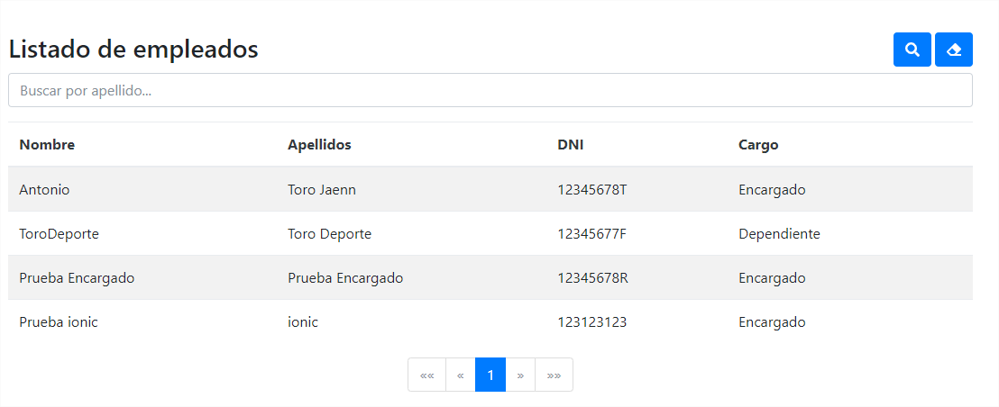 Listado de empleados
Buscar por apellido...
Nombre Apellidos DNI Cargo
Antonio Toro Jaenn 12345678T Encargado
ToroDeporte Toro Deporte 12345677F Dependiente
Prueba Encargado Prueba Encargado 12345678R Encargado
Prueba ionic ionic 123123123 Encargado
«« « 1 » »»